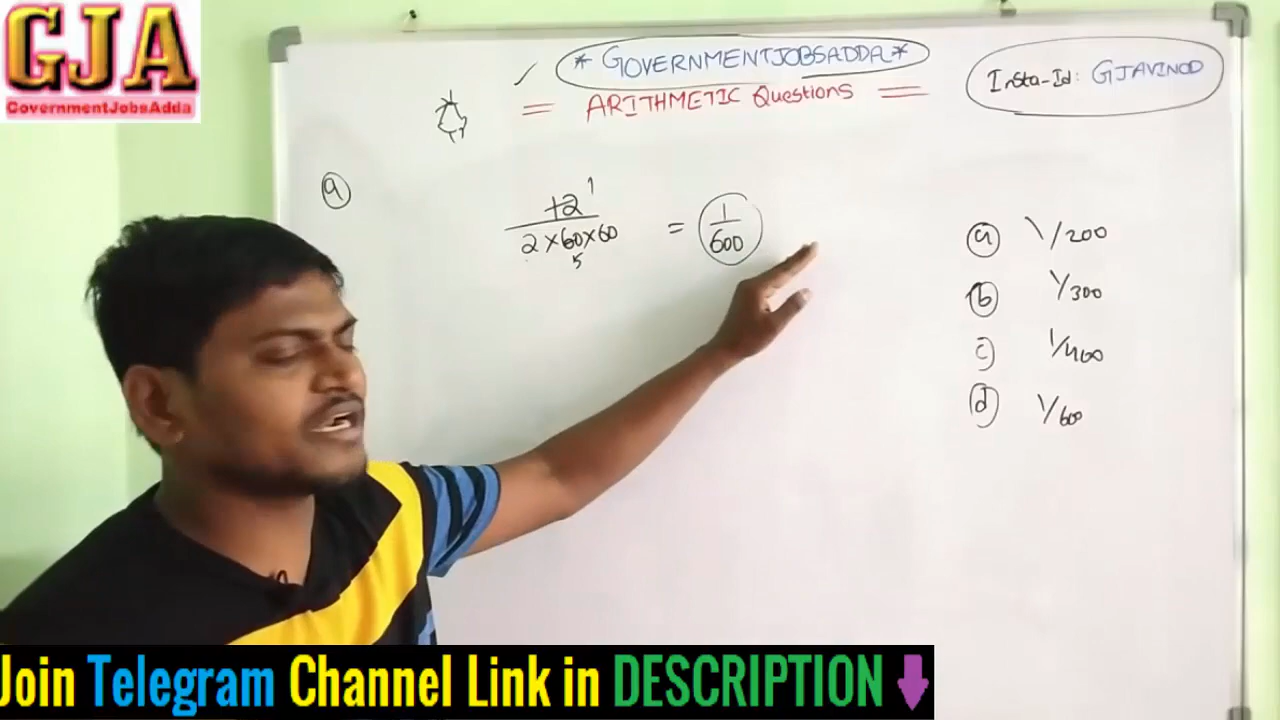 GJA
GovernmentJobsAdda
* GOVERNMENTJOBSADDA *
Insta-Id: GJAVINOD
= ARITHMETIC Questions =
a
12 1
2 × 60 × 60
5
= 1/600
a 1/200
b 1/300
c) 1/400
d 1/600
Join Telegram Channel Link in DESCRIPTION